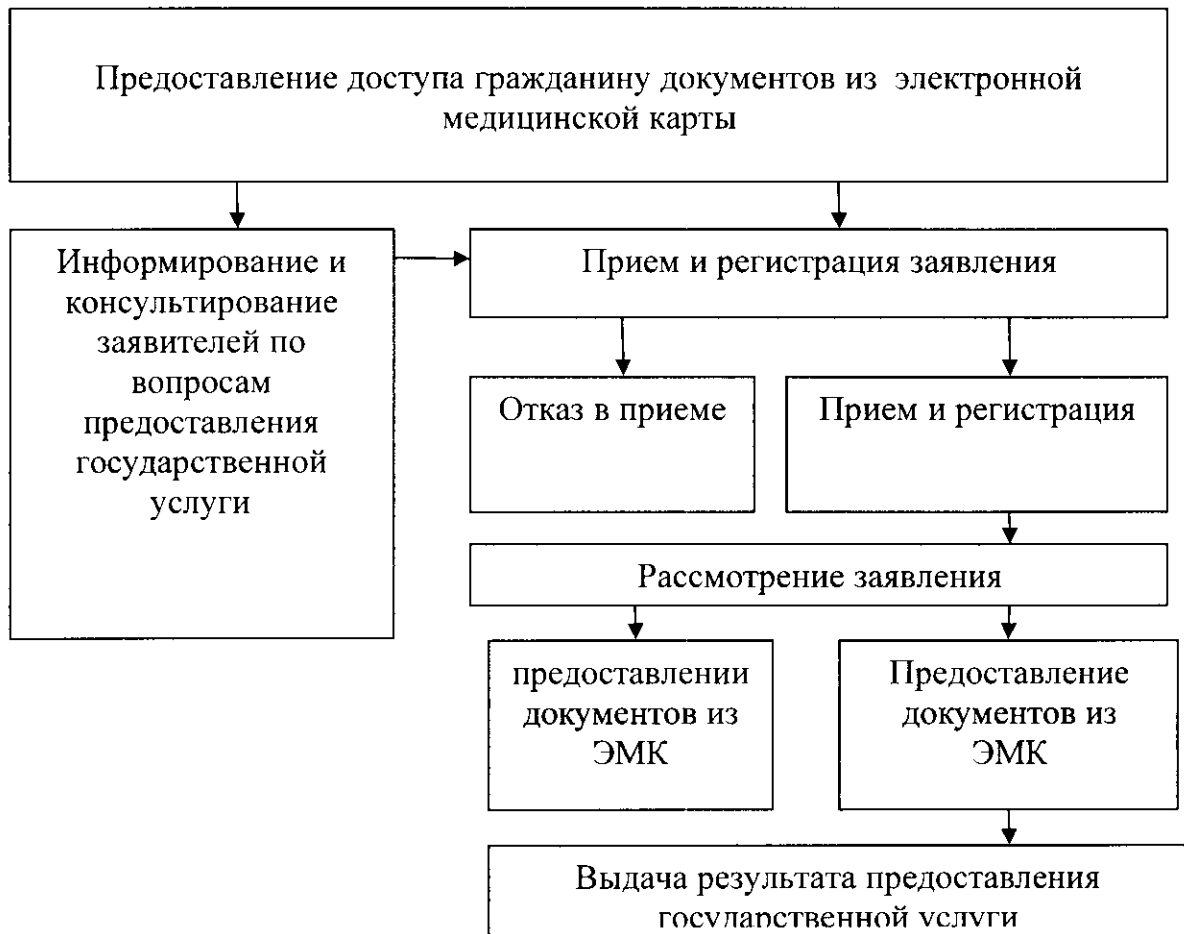 Предоставление доступа гражданину документов из электронной
медицинской карты
Информирование и
консультирование
заявителей по
вопросам
предоставления
государственной
услуги
Прием и регистрация заявления
Отказ в приеме
Прием и регистрация
Рассмотрение заявления
предоставлении
документов из
ЭМК
Предоставление
документов из
ЭМК
Выдача результата предоставления
государственной услуги